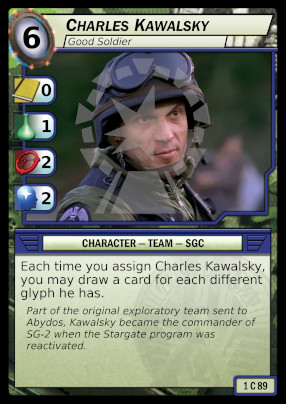 6
CHARLES KAWALSKY
Good Soldier
0
1
2
2
CHARACTER – TEAM – SGC
Each time you assign Charles Kawalsky,
you may draw a card for each different
glyph he has.
Part of the original exploratory team sent to
Abydos, Kawalsky became the commander of
SG-2 when the Stargate program was
reactivated.
1 C 89